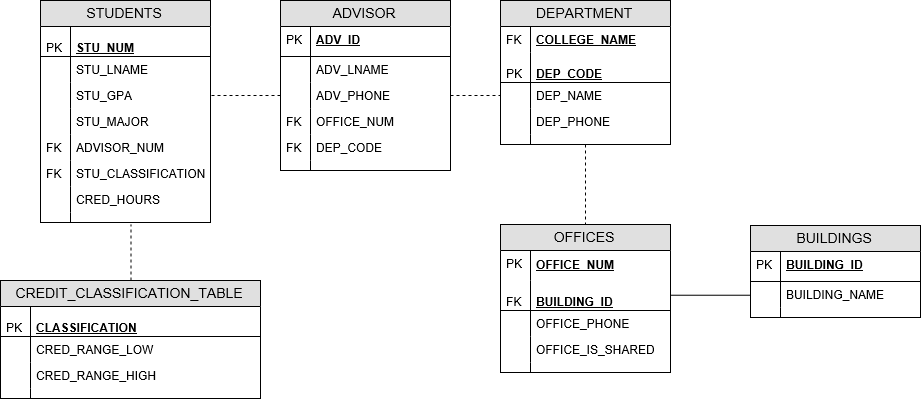 STUDENTS
PK STU_NUM
STU_LNAME
STU_GPA
STU_MAJOR
FK ADVISOR_NUM
FK STU_CLASSIFICATION
CRED_HOURS
ADVISOR
PK ADV_ID
ADV_LNAME
ADV_PHONE
FK OFFICE_NUM
FK DEP_CODE
DEPARTMENT
FK COLLEGE_NAME
PK DEP_CODE
DEP_NAME
DEP_PHONE
CREDIT_CLASSIFICATION_TABLE
PK CLASSIFICATION
CRED_RANGE_LOW
CRED_RANGE_HIGH
OFFICES
PK OFFICE_NUM
FK BUILDING_ID
OFFICE_PHONE
OFFICE_IS_SHARED
BUILDINGS
PK BUILDING_ID
BUILDING_NAME